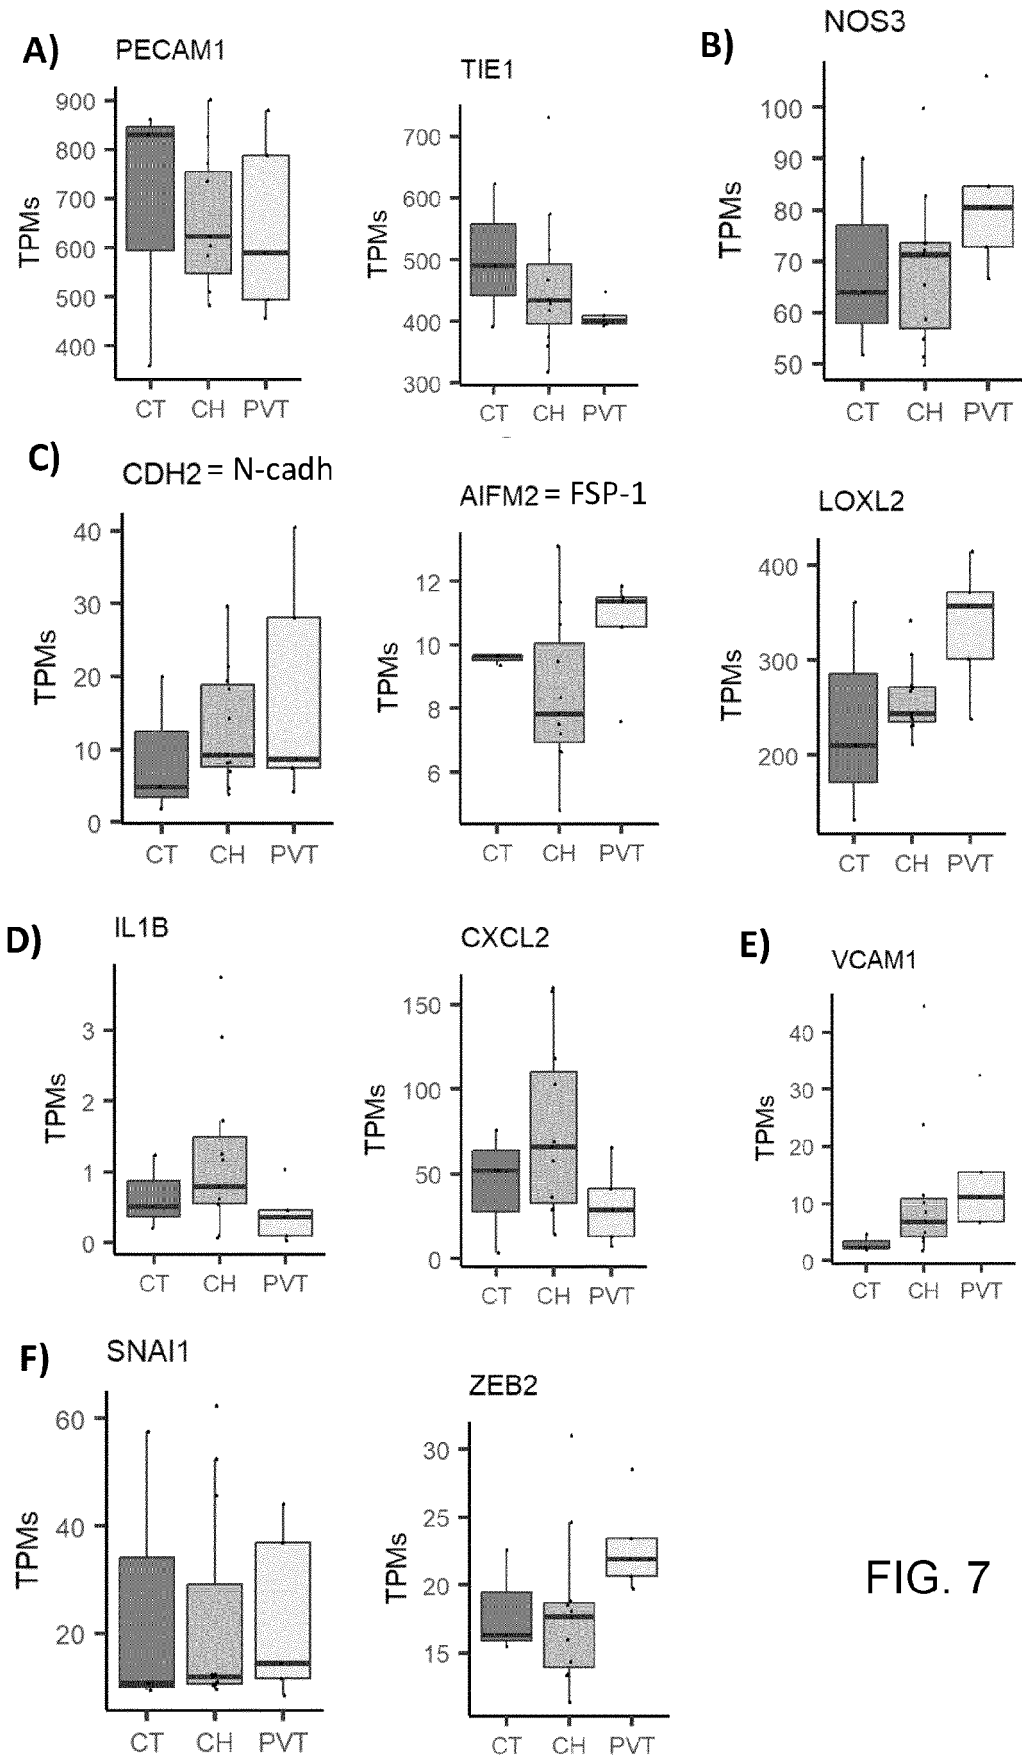 A) PECAM1
TPMs
900
800
700
600
500
400
CT CH PVT
TIE1
TPMs
700
600
500
400
300
CT CH PVT
B) NOS3
TPMs
100
90
80
70
60
50
CT CH PVT
C) CDH2 = N-cadh
TPMs
40
30
20
10
0
CT CH PVT
AIFM2 = FSP-1
TPMs
12
10
8
6
CT CH PVT
LOXL2
TPMs
400
300
200
CT CH PVT
D) IL1B
TPMs
3
2
1
0
CT CH PVT
CXCL2
TPMs
150
100
50
0
CT CH PVT
E) VCAM1
TPMs
40
30
20
10
0
CT CH PVT
F) SNAI1
TPMs
60
40
20
CT CH PVT
ZEB2
TPMs
30
25
20
15
CT CH PVT
FIG. 7